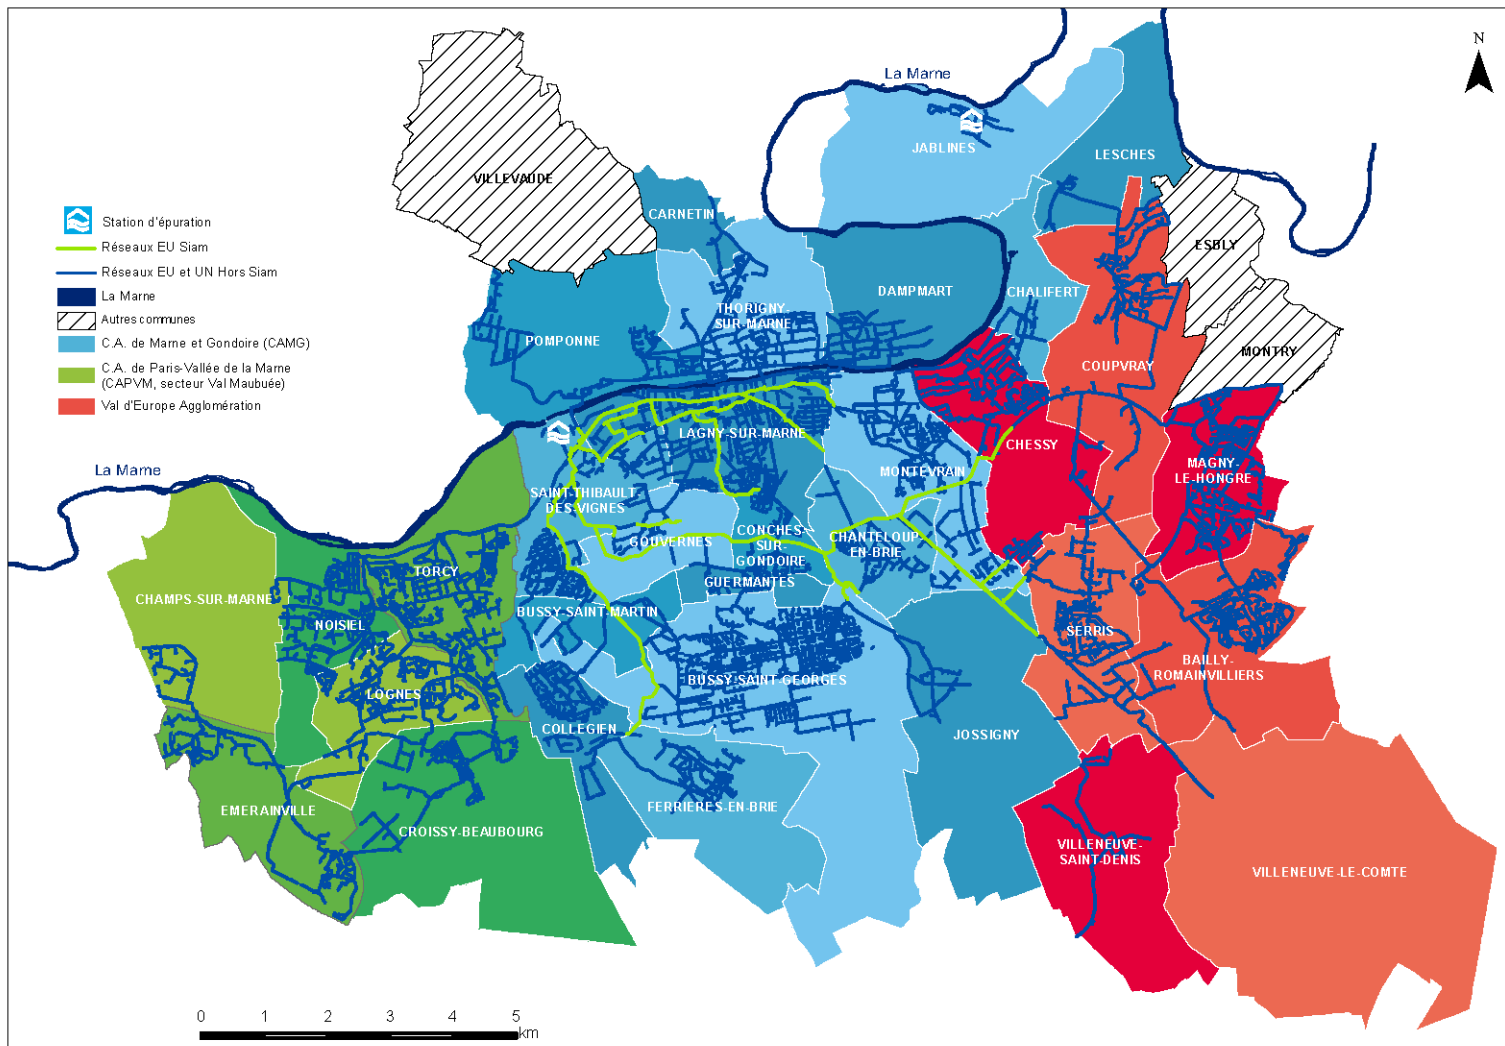 N
La Marne
JABLINES
LESCHES
VILLEVAUDE
CARNETIN
ESBLY
Station d'épuration
Réseaux EU Siam
Réseaux EU et UN Hors Siam
La Marne
Autres communes
C.A. de Marne et Gondoire (CAMG)
C.A. de Paris-Vallée de la Marne
(CAPVM, secteur Val Maubuée)
Val d'Europe Agglomération
DAMPMART
CHALIFERT
THORIGNY-
SUR-MARNE
POMPONNE
MONTRY
COUPVRAY
LAGNY-SUR-MARNE
CHESSY
La Marne
MONTEVRAIN
MAGNY-
LE-HONGRE
SAINT-THIBAULT-
DES-VIGNES
GOUVERNES
CONCHES-
SUR-
GONDOIRE
CHANTELOUP-
EN-BRIE
TORCY
GUERMANTES
CHAMPS-SUR-MARNE
NOISIEL
BUSSY-SAINT-MARTIN
SERRIS
BAILLY-
ROMAINVILLIERS
LOGNES
BUSSY-SAINT-GEORGES
COLLEGIEN
JOSSIGNY
EMERAINVILLE
CROISSY-BEAUBOURG
FERRIERES-EN-BRIE
VILLENEUVE-
SAINT-DENIS
VILLENEUVE-LE-COMTE
0 1 2 3 4 5
km